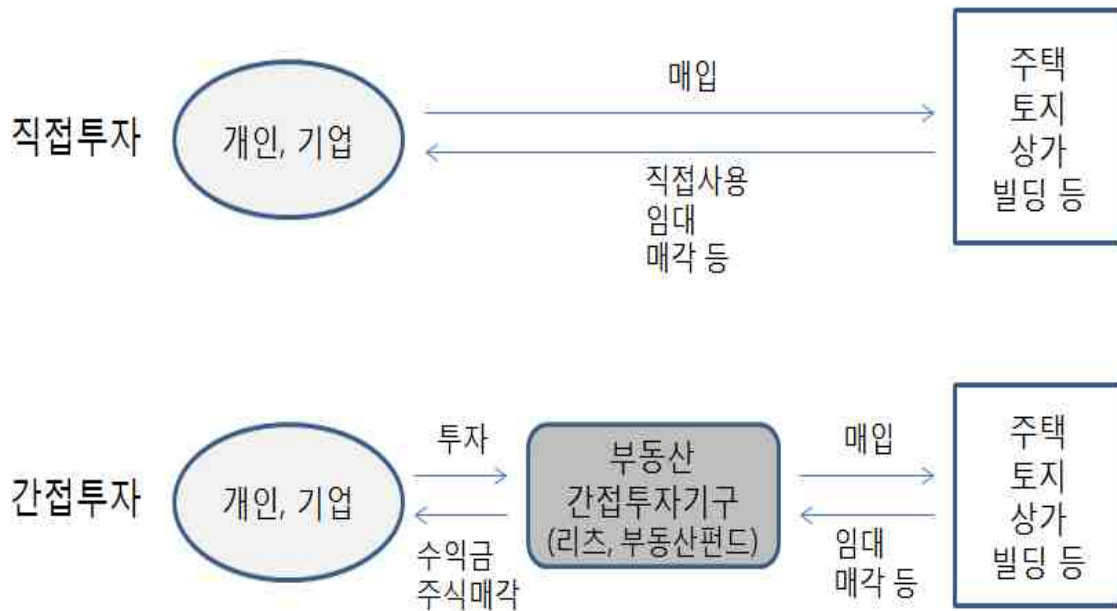 직접투자
개인, 기업
매입
직접사용
임대
매각 등
주택
토지
상가
빌딩 등
간접투자
개인, 기업
투자
수익금
주식매각
부동산
간접투자기구
(리츠, 부동산펀드)
매입
임대
매각 등
주택
토지
상가
빌딩 등